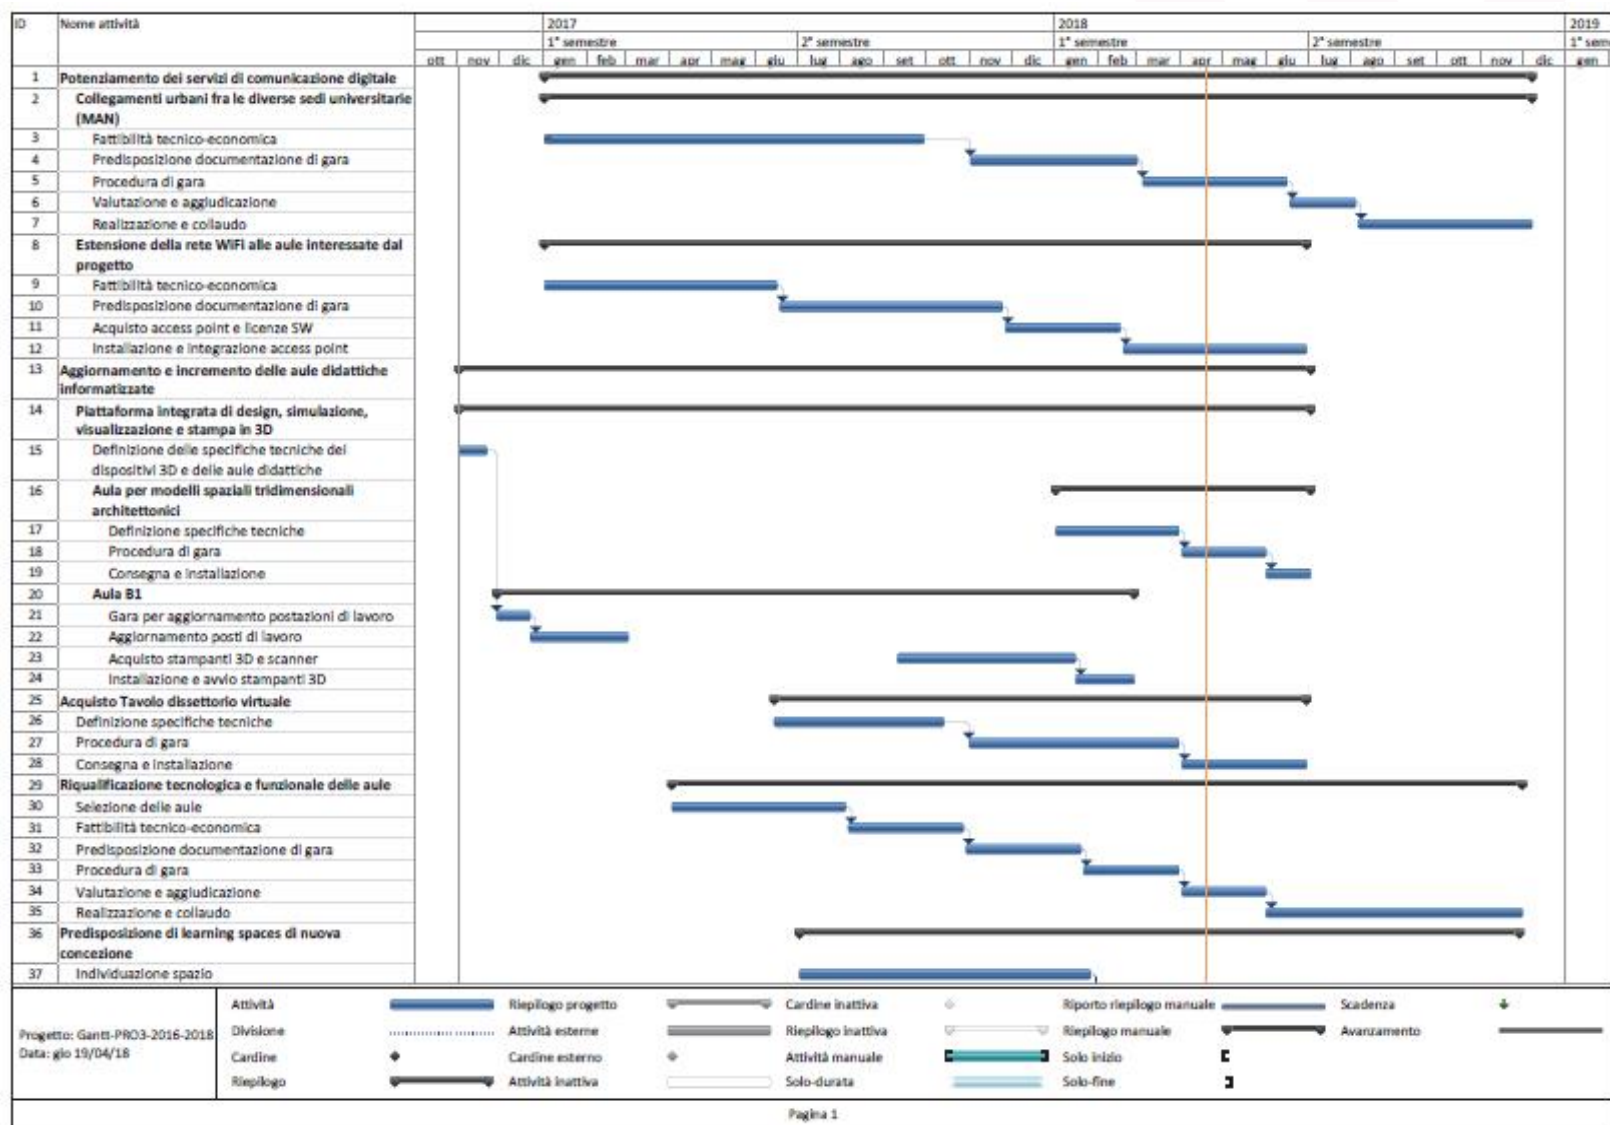 ID Nome attività 2017 2018 2019
1° semestre 2° semestre 1° semestre 2° semestre 1° sem
ott nov dic gen feb mar apr mag giu lug ago set ott nov dic gen feb mar apr mag giu lug ago set ott nov dic gen
1 Potenziamento dei servizi di comunicazione digitale
2 Collegamenti urbani fra le diverse sedi universitarie
(MAN)
3 Fattibilità tecnico-economica
4 Predisposizione documentazione di gara
5 Procedura di gara
6 Valutazione e aggiudicazione
7 Realizzazione e collaudo
8 Estensione della rete WiFi alle aule interessate dal
progetto
9 Fattibilità tecnico-economica
10 Predisposizione documentazione di gara
11 Acquisto access point e licenze SW
12 Installazione e integrazione access point
13 Aggiornamento e incremento delle aule didattiche
informatizzate
14 Piattaforma integrata di design, simulazione,
visualizzazione e stampa in 3D
15 Definizione delle specifiche tecniche dei
dispositivi 3D e delle aule didattiche
16 Aula per modelli spaziali tridimensionali
architettonici
17 Definizione specifiche tecniche
18 Procedura di gara
19 Consegna e installazione
20 Aula B1
21 Gara per aggiornamento postazioni di lavoro
22 Aggiornamento posti di lavoro
23 Acquisto stampanti 3D e scanner
24 Installazione e avvio stampanti 3D
25 Acquisto Tavolo dissettorio virtuale
26 Definizione specifiche tecniche
27 Procedura di gara
28 Consegna e installazione
29 Riqualificazione tecnologica e funzionale delle aule
30 Selezione delle aule
31 Fattibilità tecnico-economica
32 Predisposizione documentazione di gara
33 Procedura di gara
34 Valutazione e aggiudicazione
35 Realizzazione e collaudo
36 Predisposizione di learning spaces di nuova
concezione
37 Individuazione spazio
Progetto: Gantt-PRO3-2016-2018
Data: gio 19/04/18
Attività Riepilogo progetto Cardine inattiva Riporto riepilogo manuale Scadenza
Divisione Attività esterne Riepilogo inattiva Riepilogo manuale Avanzamento
Cardine Cardine esterno Attività manuale Solo inizio
Riepilogo Attività inattiva Solo-durata Solo-fine
Pagina 1